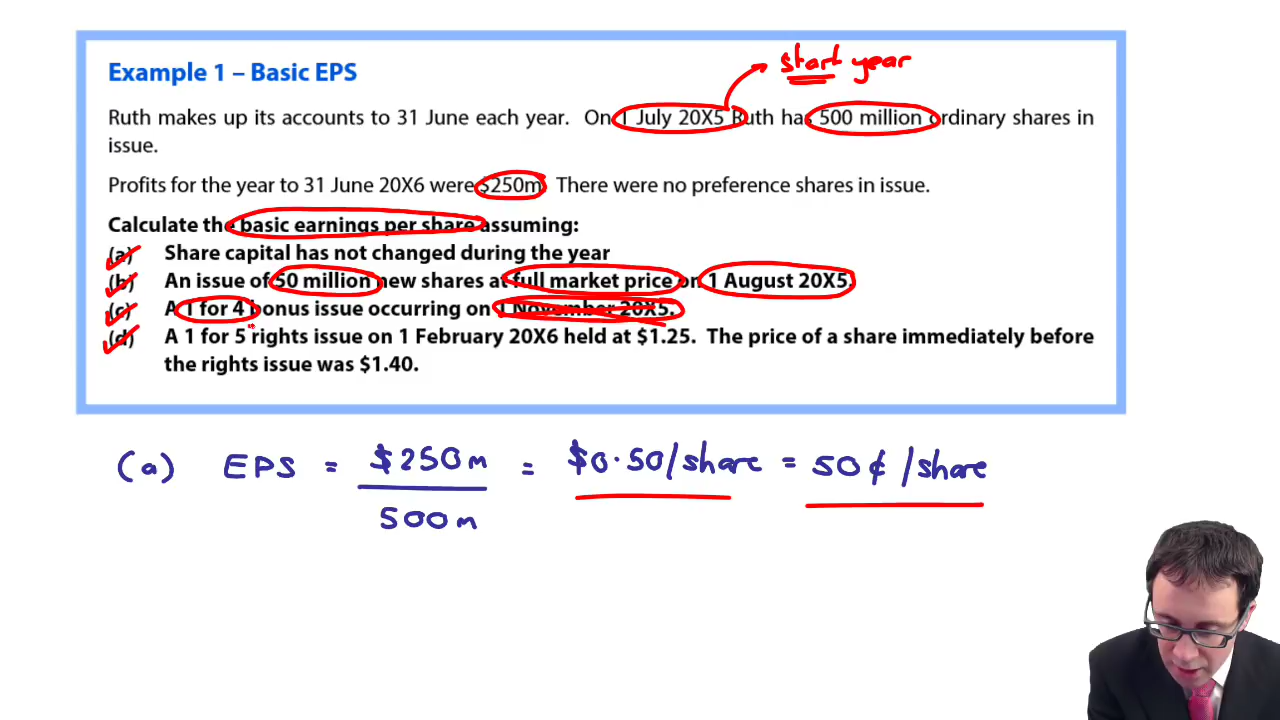 Example 1 – Basic EPS
start year
Ruth makes up its accounts to 31 June each year. On 1 July 20X5 Ruth has 500 million ordinary shares in
issue.
Profits for the year to 31 June 20X6 were $250m. There were no preference shares in issue.
Calculate the basic earnings per share assuming:
(a) Share capital has not changed during the year
(b) An issue of 50 million new shares at full market price on 1 August 20X5.
(c) A 1 for 4 bonus issue occurring on 1 November 20X5.
(d) A 1 for 5 rights issue on 1 February 20X6 held at $1.25. The price of a share immediately before
the rights issue was $1.40.
(a) EPS = $250m = $0.50/share = 50¢/share
500m